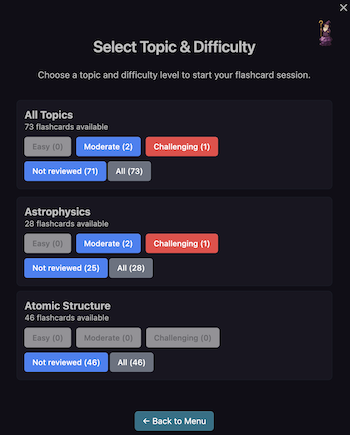 Select Topic & Difficulty
Choose a topic and difficulty level to start your flashcard session.
All Topics
73 flashcards available
Easy (0) Moderate (2) Challenging (1)
Not reviewed (71) All (73)
Astrophysics
28 flashcards available
Easy (0) Moderate (2) Challenging (1)
Not reviewed (25) All (28)
Atomic Structure
46 flashcards available
Easy (0) Moderate (0) Challenging (0)
Not reviewed (46) All (46)
← Back to Menu